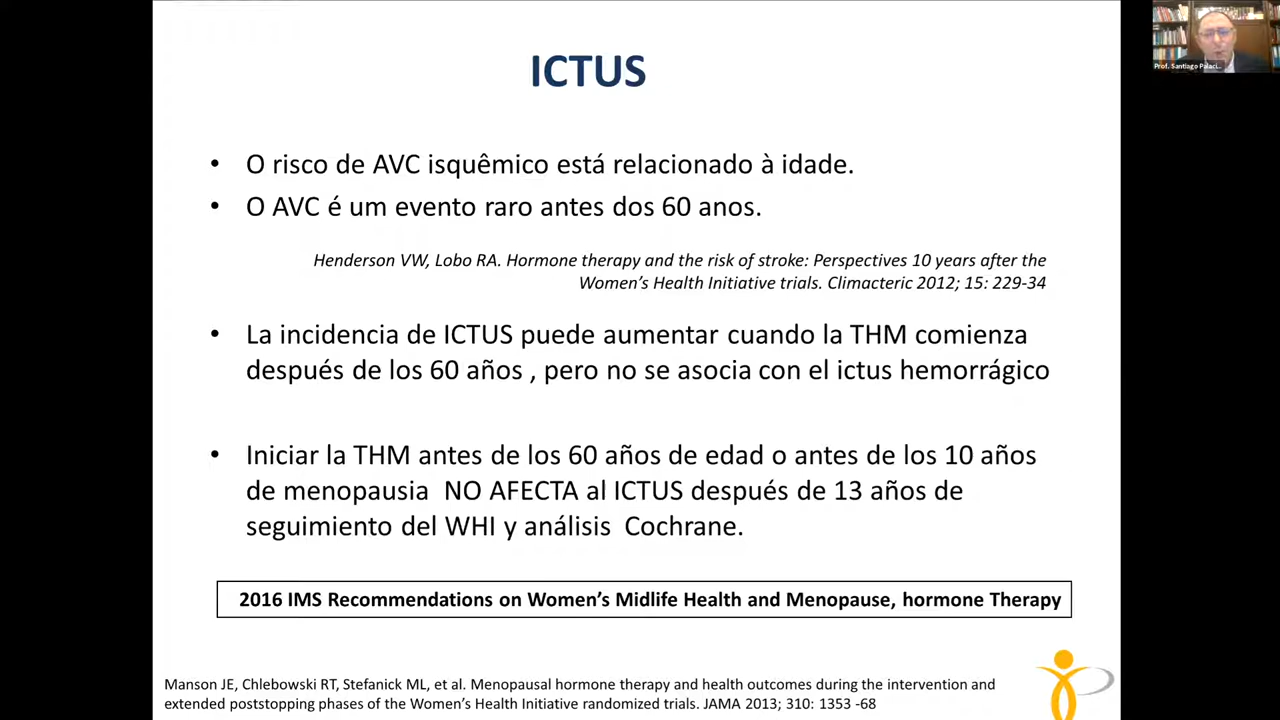 ICTUS
Prof. Santiago Palaci...
• O risco de AVC isquêmico está relacionado à idade.
• O AVC é um evento raro antes dos 60 anos.
Henderson VW, Lobo RA. Hormone therapy and the risk of stroke: Perspectives 10 years after the
Women’s Health Initiative trials. Climacteric 2012; 15: 229-34
• La incidencia de ICTUS puede aumentar cuando la THM comienza
después de los 60 años , pero no se asocia con el ictus hemorrágico
• Iniciar la THM antes de los 60 años de edad o antes de los 10 años
de menopausia NO AFECTA al ICTUS después de 13 años de
seguimiento del WHI y análisis Cochrane.
2016 IMS Recommendations on Women’s Midlife Health and Menopause, hormone Therapy
Manson JE, Chlebowski RT, Stefanick ML, et al. Menopausal hormone therapy and health outcomes during the intervention and
extended poststopping phases of the Women’s Health Initiative randomized trials. JAMA 2013; 310: 1353 -68